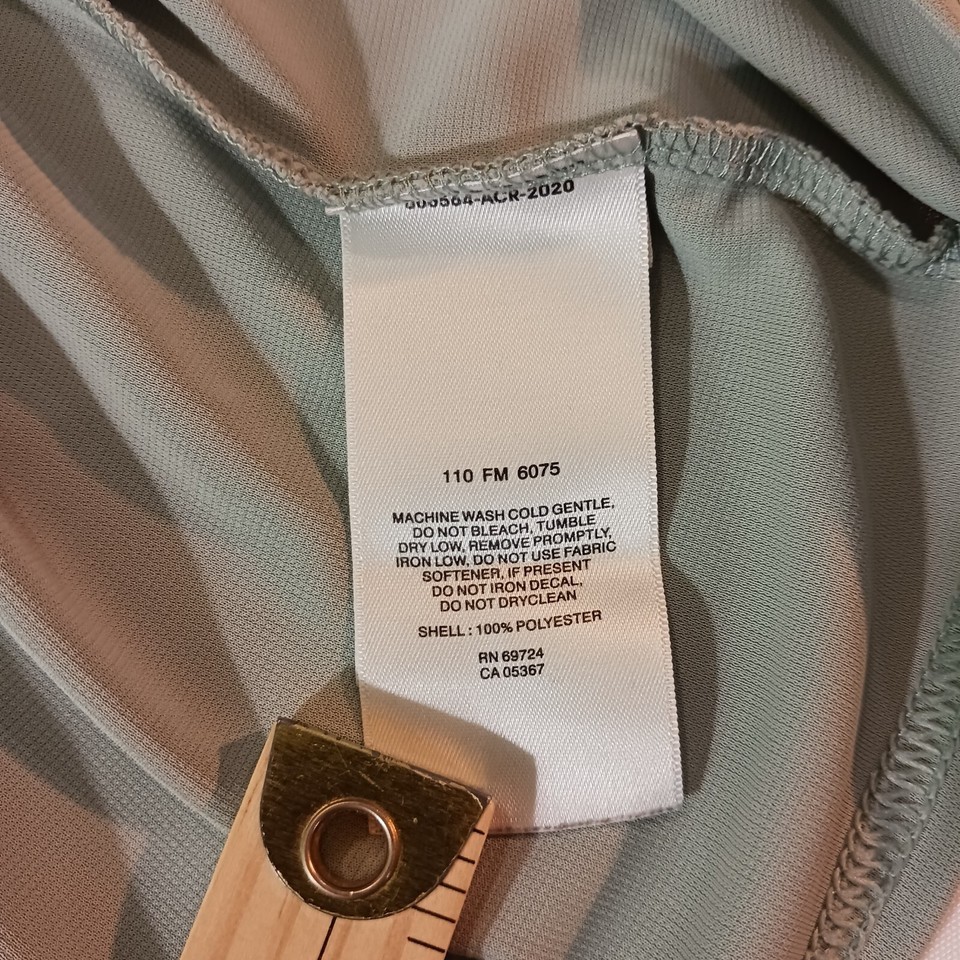 -ACR-2020
110 FM 6075
MACHINE WASH COLD GENTLE,
DO NOT BLEACH, TUMBLE
DRY LOW, REMOVE PROMPTLY,
IRON LOW, DO NOT USE FABRIC
SOFTENER, IF PRESENT
DO NOT IRON DECAL,
DO NOT DRYCLEAN
SHELL : 100% POLYESTER
RN 69724
CA 05367